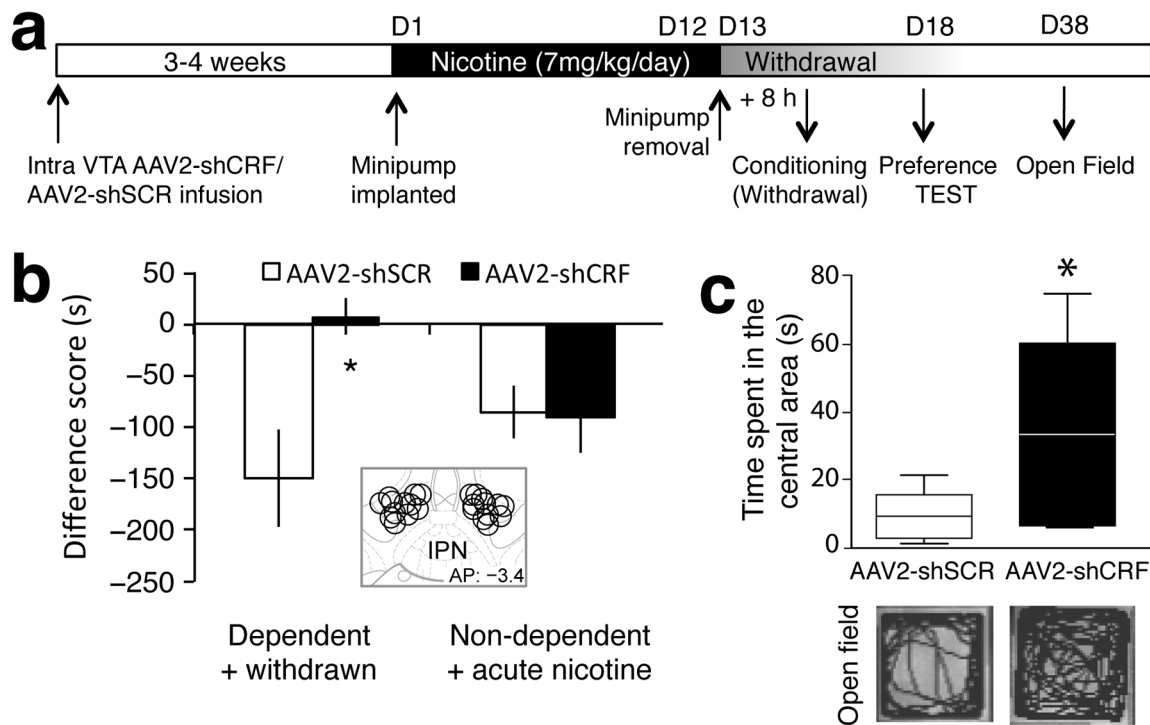 a
D1
D12 D13
D18
D38
3-4 weeks
Nicotine (7mg/kg/day)
Withdrawal
+ 8 h
Intra VTA AAV2-shCRF/
AAV2-shSCR infusion
Minipump
implanted
Minipump
removal
Conditioning
(Withdrawal)
Preference
TEST
Open Field
b
AAV2-shSCR
AAV2-shCRF
Difference score (s)
50
0
−50
−100
−150
−200
−250
*
IPN
AP: −3.4
Dependent
+ withdrawn
Non-dependent
+ acute nicotine
c
Time spent in the
central area (s)
80
60
40
20
0
*
AAV2-shSCR
AAV2-shCRF
Open field